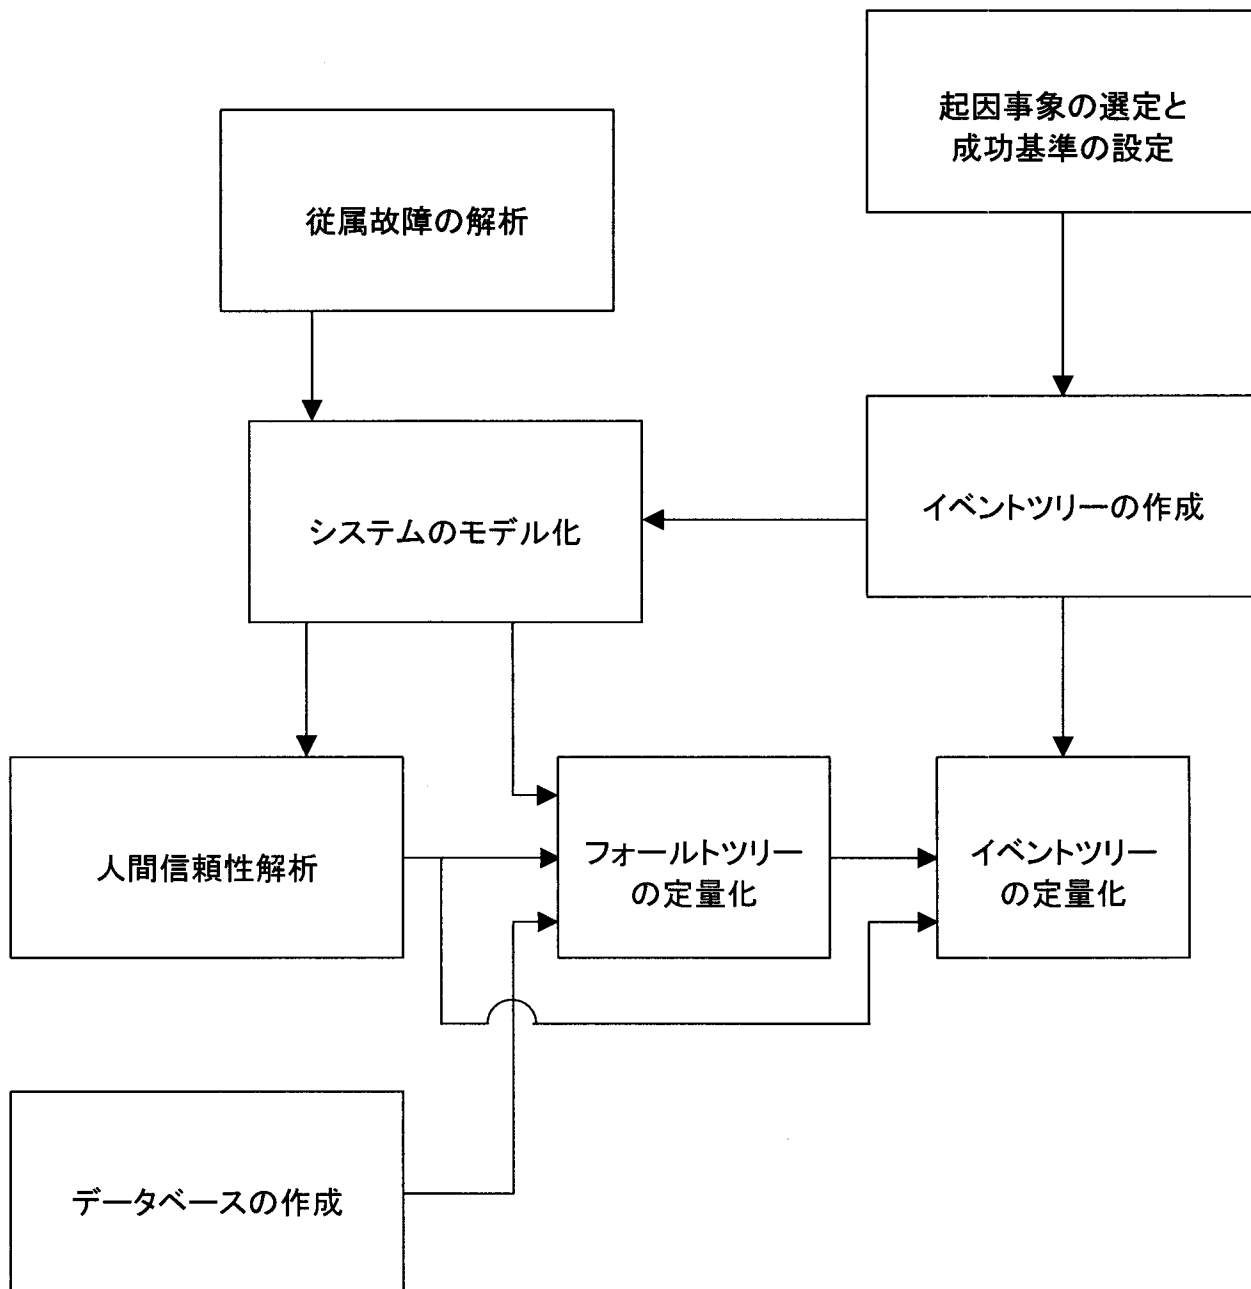 起因事象の選定と
成功基準の設定
従属故障の解析
イベントツリーの作成
システムのモデル化
人間信頼性解析
フォールトツリー
の定量化
イベントツリー
の定量化
データベースの作成